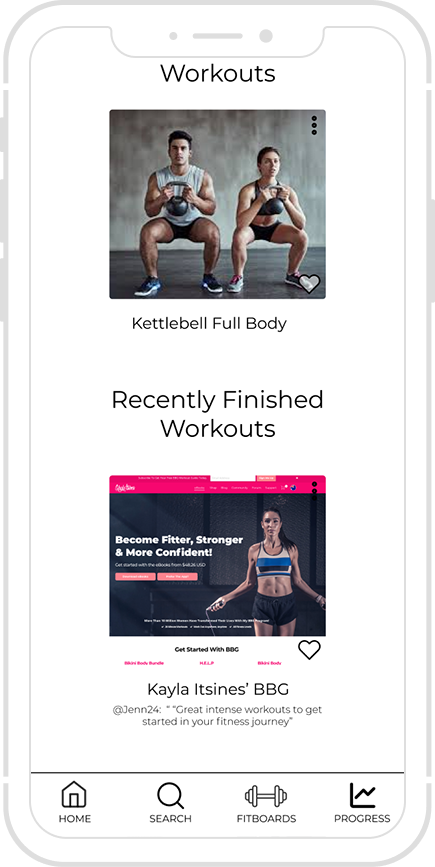 Workouts
Kettlebell Full Body
Recently Finished
Workouts
Become Fitter, Stronger
& More Confident!
Get started with the eBooks from $48.26 USD
Get Started With BBG
Bikini Body Bundle H.E.L.P Bikini Body
Kayla Itsines’ BBG
@Jenn24: “ “Great intense workouts to get
started in your fitness journey”
HOME SEARCH FITBOARDS PROGRESS